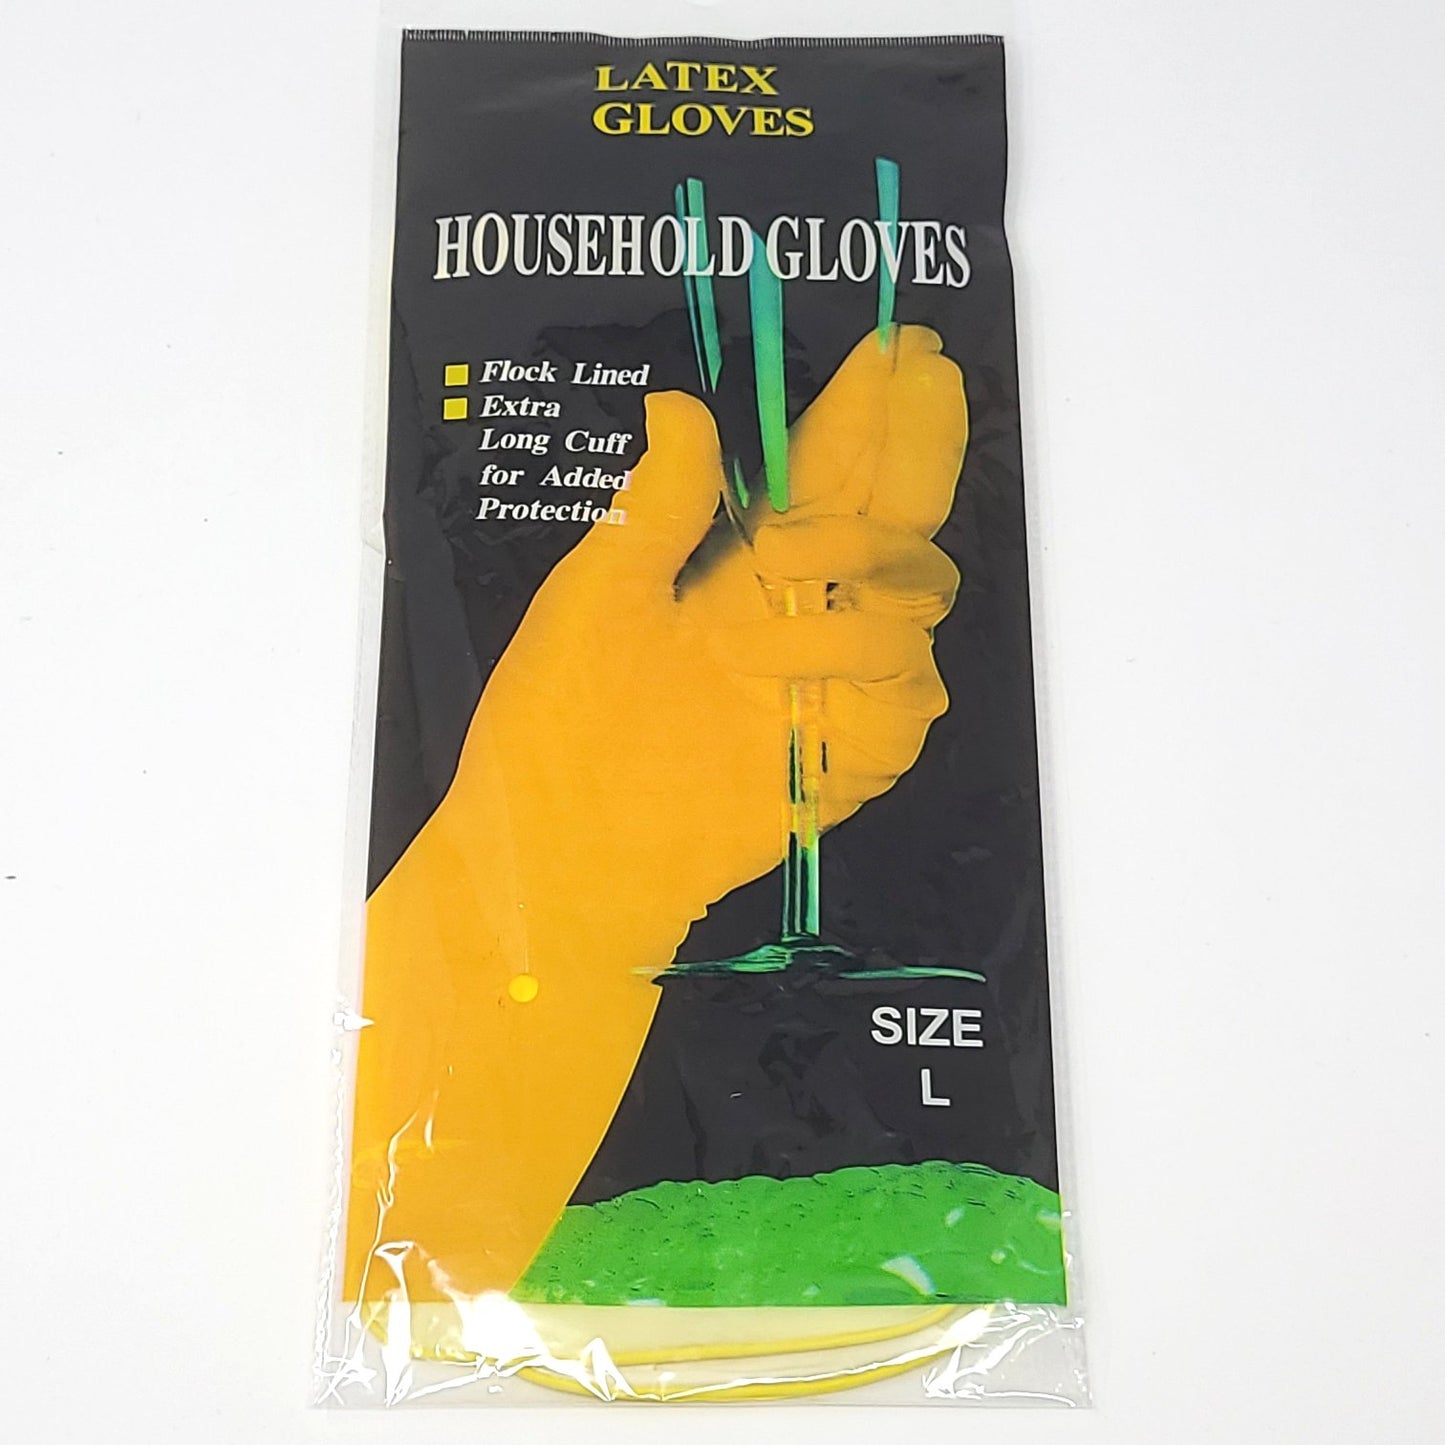 LATEX
GLOVES
HOUSEHOLD GLOVES
Flock Lined
Extra
Long Cuff
for Added
Protection
SIZE
L